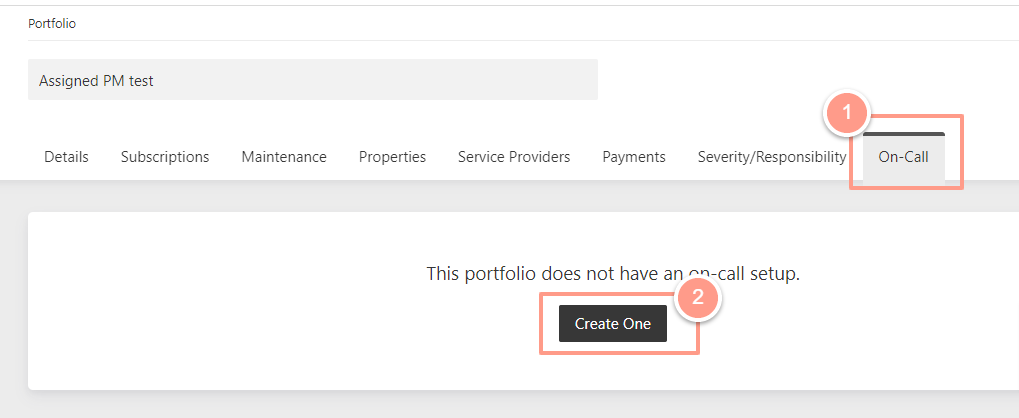 Portfolio
Assigned PM test
1
Details Subscriptions Maintenance Properties Service Providers Payments Severity/Responsibility On-Call
This portfolio does not have an on-call setup.
2
Create One